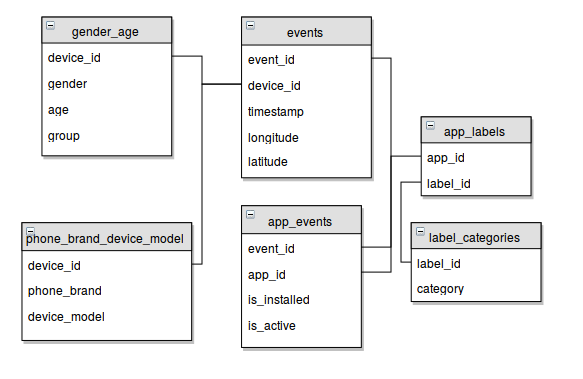 gender_age
device_id
gender
age
group
events
event_id
device_id
timestamp
longitude
latitude
app_labels
app_id
label_id
phone_brand_device_model
device_id
phone_brand
device_model
app_events
event_id
app_id
is_installed
is_active
label_categories
label_id
category